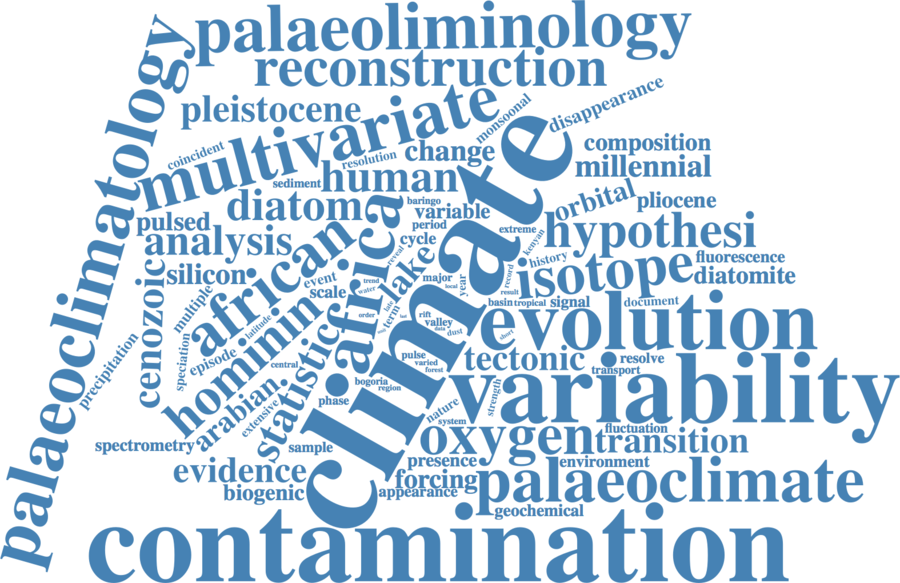 palaeoliminology
reconstruction
palaeoclimatology
pleistocene
multivariate
monsoonal
disappearance
coincident
resolution
change
composition
millennial
climate
sediment
human
diatom
baringo
variable
orbital
pliocene
pulsed
period
extreme
hypothesi
analysis
african
africa
cycle
kenyan
reveal
lake
history
fluorescence
isotope
diatomite
silicon
cenozoic
event
trend
water
major
local
year
record
result
scale
multiple
basin
tropical
signal
document
late
term
order
latitude
rift
valley
data
dust
short
evolution
hominin
statistic
precipitation
speciation
episode
central
pulse
varied
forest
tectonic
resolve
transport
variability
bogoria
region
arabian
extensive
phase
strength
nature
system
fluctuation
oxygen
transition
spectrometry
sample
evidence
presence
environment
forcing
palaeoclimate
biogenic
appearance
geochemical
contamination